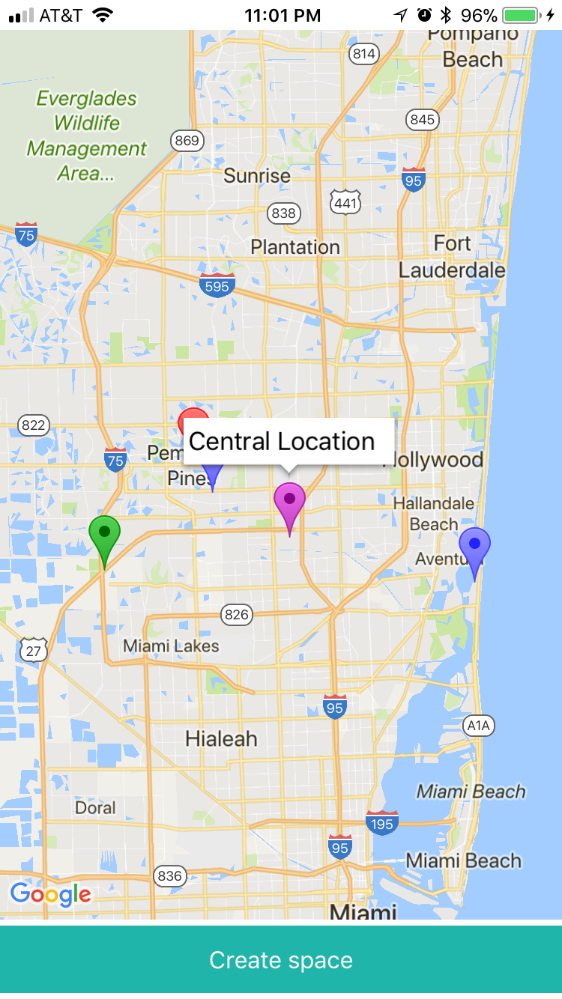 AT&T 11:01 PM 96%
Pompano
Beach
814
Everglades
Wildlife
Management
Area...
845
869
Sunrise
95
441
838
75
Plantation
Fort
Lauderdale
595
822
Central Location
75
Pem
Pines
Hollywood
Hallandale
Beach
Aventu
826
27
Miami Lakes
95
A1A
Hialeah
Miami Beach
Doral
195
95
Miami Beach
836
Google
Miami
Create space